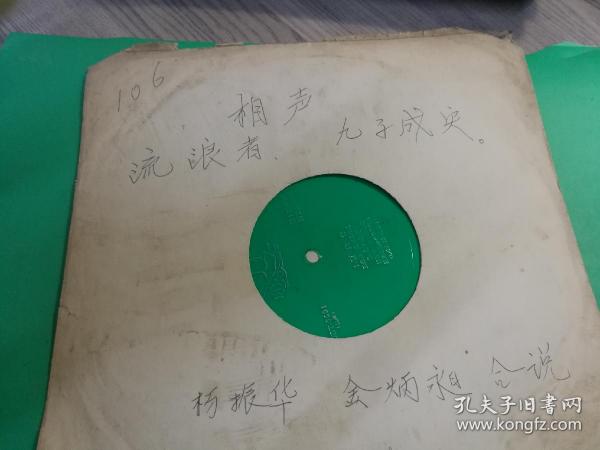 106
相声
流浪者. 九子成灾。
杨振华 金炳昶 合说
孔夫子旧书网
www.kongfz.com